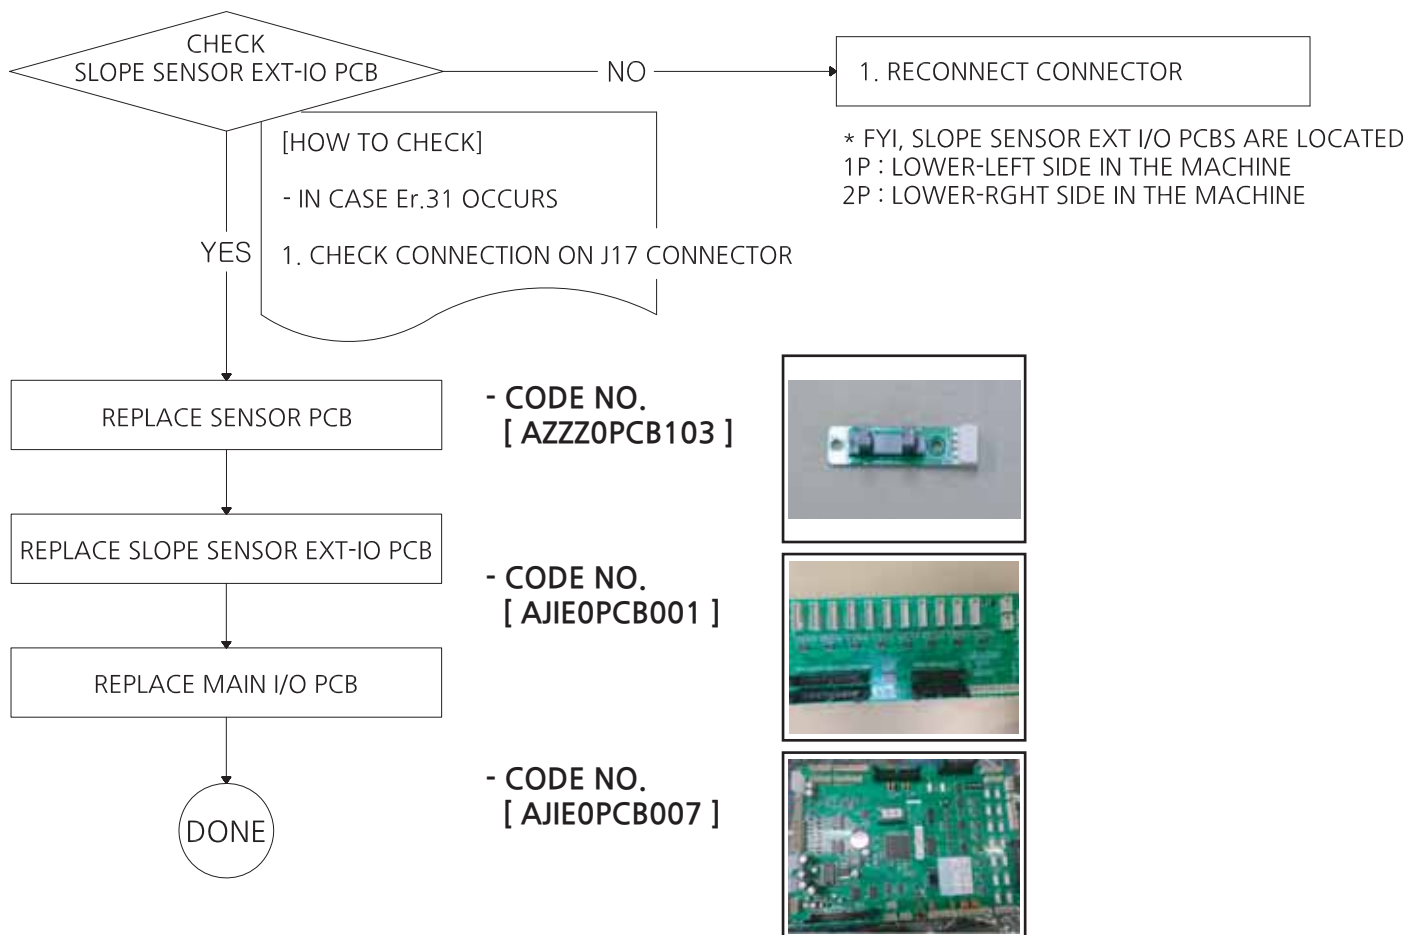 CHECK
SLOPE SENSOR EXT-IO PCB
NO
1. RECONNECT CONNECTOR
* FYI, SLOPE SENSOR EXT I/O PCBS ARE LOCATED
1P : LOWER-LEFT SIDE IN THE MACHINE
2P : LOWER-RGHT SIDE IN THE MACHINE
[HOW TO CHECK]
- IN CASE Er.31 OCCURS
1. CHECK CONNECTION ON J17 CONNECTOR
YES
REPLACE SENSOR PCB
- CODE NO.
[ AZZZ0PCB103 ]
REPLACE SLOPE SENSOR EXT-IO PCB
- CODE NO.
[ AJIE0PCB001 ]
REPLACE MAIN I/O PCB
- CODE NO.
[ AJIE0PCB007 ]
DONE